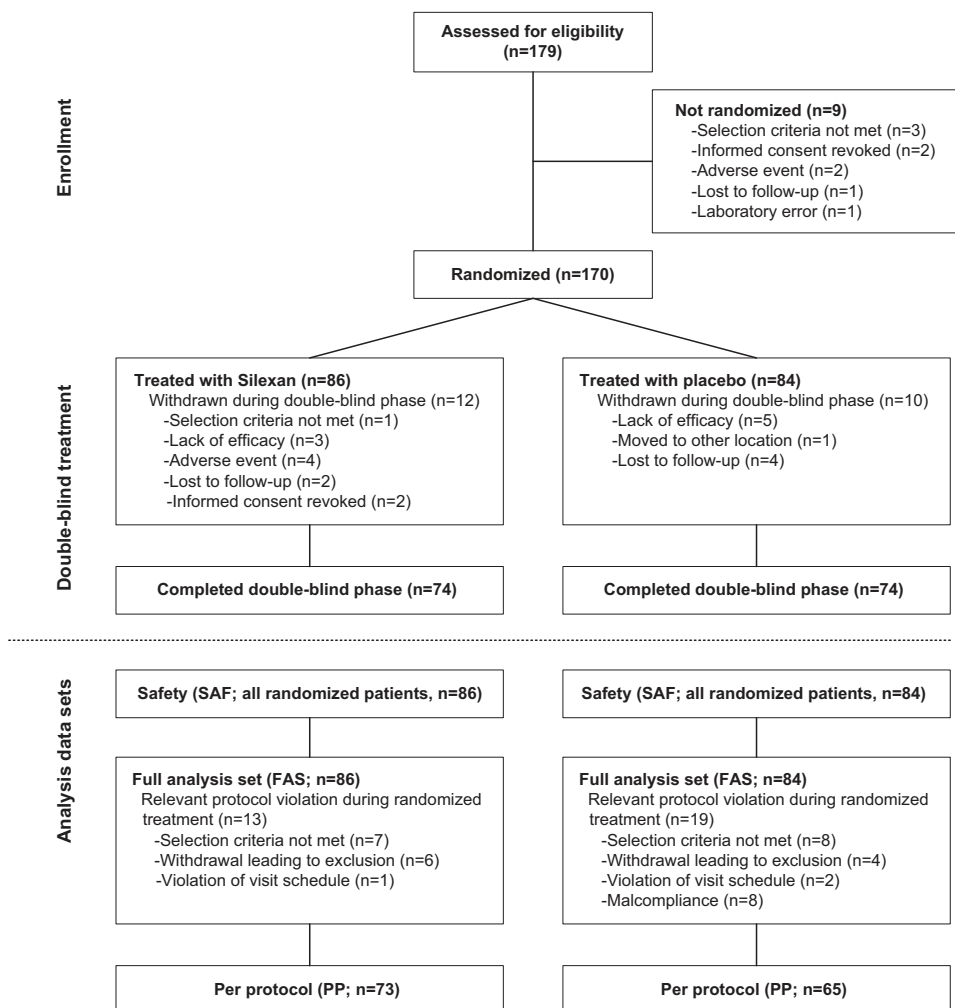 Assessed for eligibility
(n=179)
Enrollment
Not randomized (n=9)
-Selection criteria not met (n=3)
-Informed consent revoked (n=2)
-Adverse event (n=2)
-Lost to follow-up (n=1)
-Laboratory error (n=1)
Randomized (n=170)
Double-blind treatment
Treated with Silexan (n=86)
Withdrawn during double-blind phase (n=12)
-Selection criteria not met (n=1)
-Lack of efficacy (n=3)
-Adverse event (n=4)
-Lost to follow-up (n=2)
-Informed consent revoked (n=2)
Treated with placebo (n=84)
Withdrawn during double-blind phase (n=10)
-Lack of efficacy (n=5)
-Moved to other location (n=1)
-Lost to follow-up (n=4)
Completed double-blind phase (n=74)
Completed double-blind phase (n=74)
Analysis data sets
Safety (SAF; all randomized patients, n=86)
Safety (SAF; all randomized patients, n=84)
Full analysis set (FAS; n=86)
Relevant protocol violation during randomized
treatment (n=13)
-Selection criteria not met (n=7)
-Withdrawal leading to exclusion (n=6)
-Violation of visit schedule (n=1)
Full analysis set (FAS; n=84)
Relevant protocol violation during randomized
treatment (n=19)
-Selection criteria not met (n=8)
-Withdrawal leading to exclusion (n=4)
-Violation of visit schedule (n=2)
-Malcompliance (n=8)
Per protocol (PP; n=73)
Per protocol (PP; n=65)